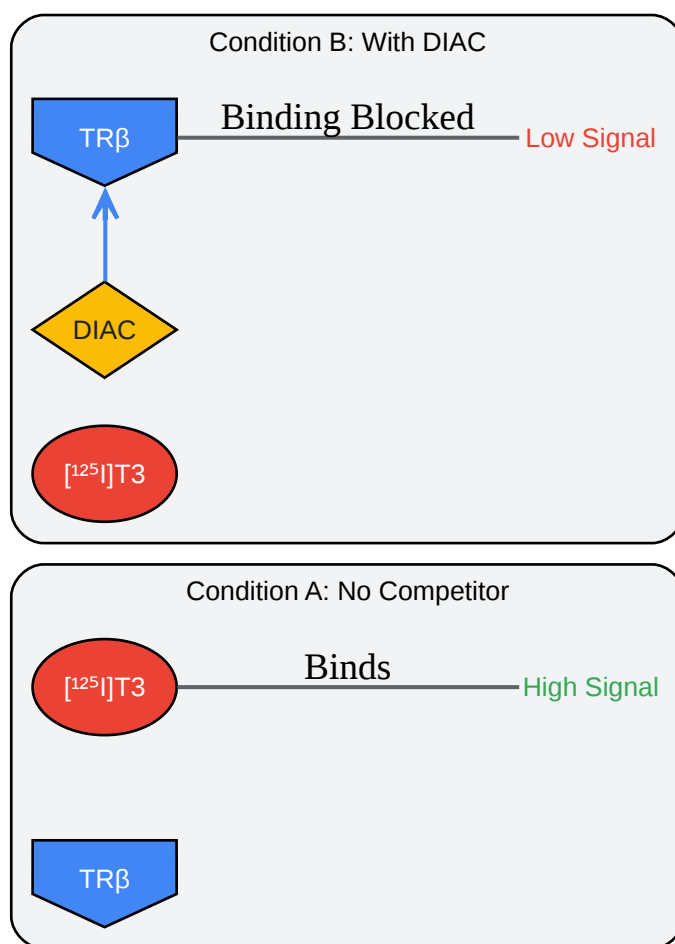 Condition B: With DIAC
TRβ
Binding Blocked
Low Signal
DIAC
[¹²⁵I]T3
Condition A: No Competitor
[¹²⁵I]T3
Binds
High Signal
TRβ